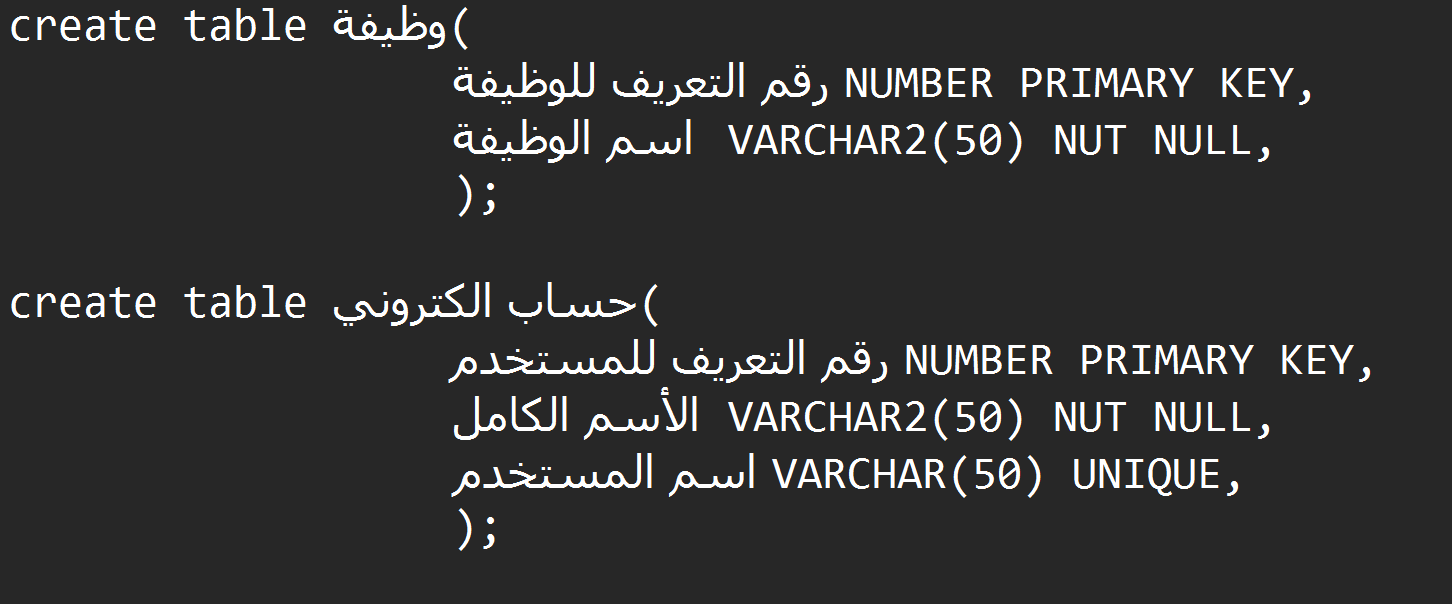 create table وظيفة(
رقم التعريف للوظيفة NUMBER PRIMARY KEY,
اسم الوظيفة VARCHAR2(50) NUT NULL,
);
create table حساب الكتروني(
رقم التعريف للمستخدم NUMBER PRIMARY KEY,
الأسم الكامل VARCHAR2(50) NUT NULL,
اسم المستخدم VARCHAR(50) UNIQUE,
);